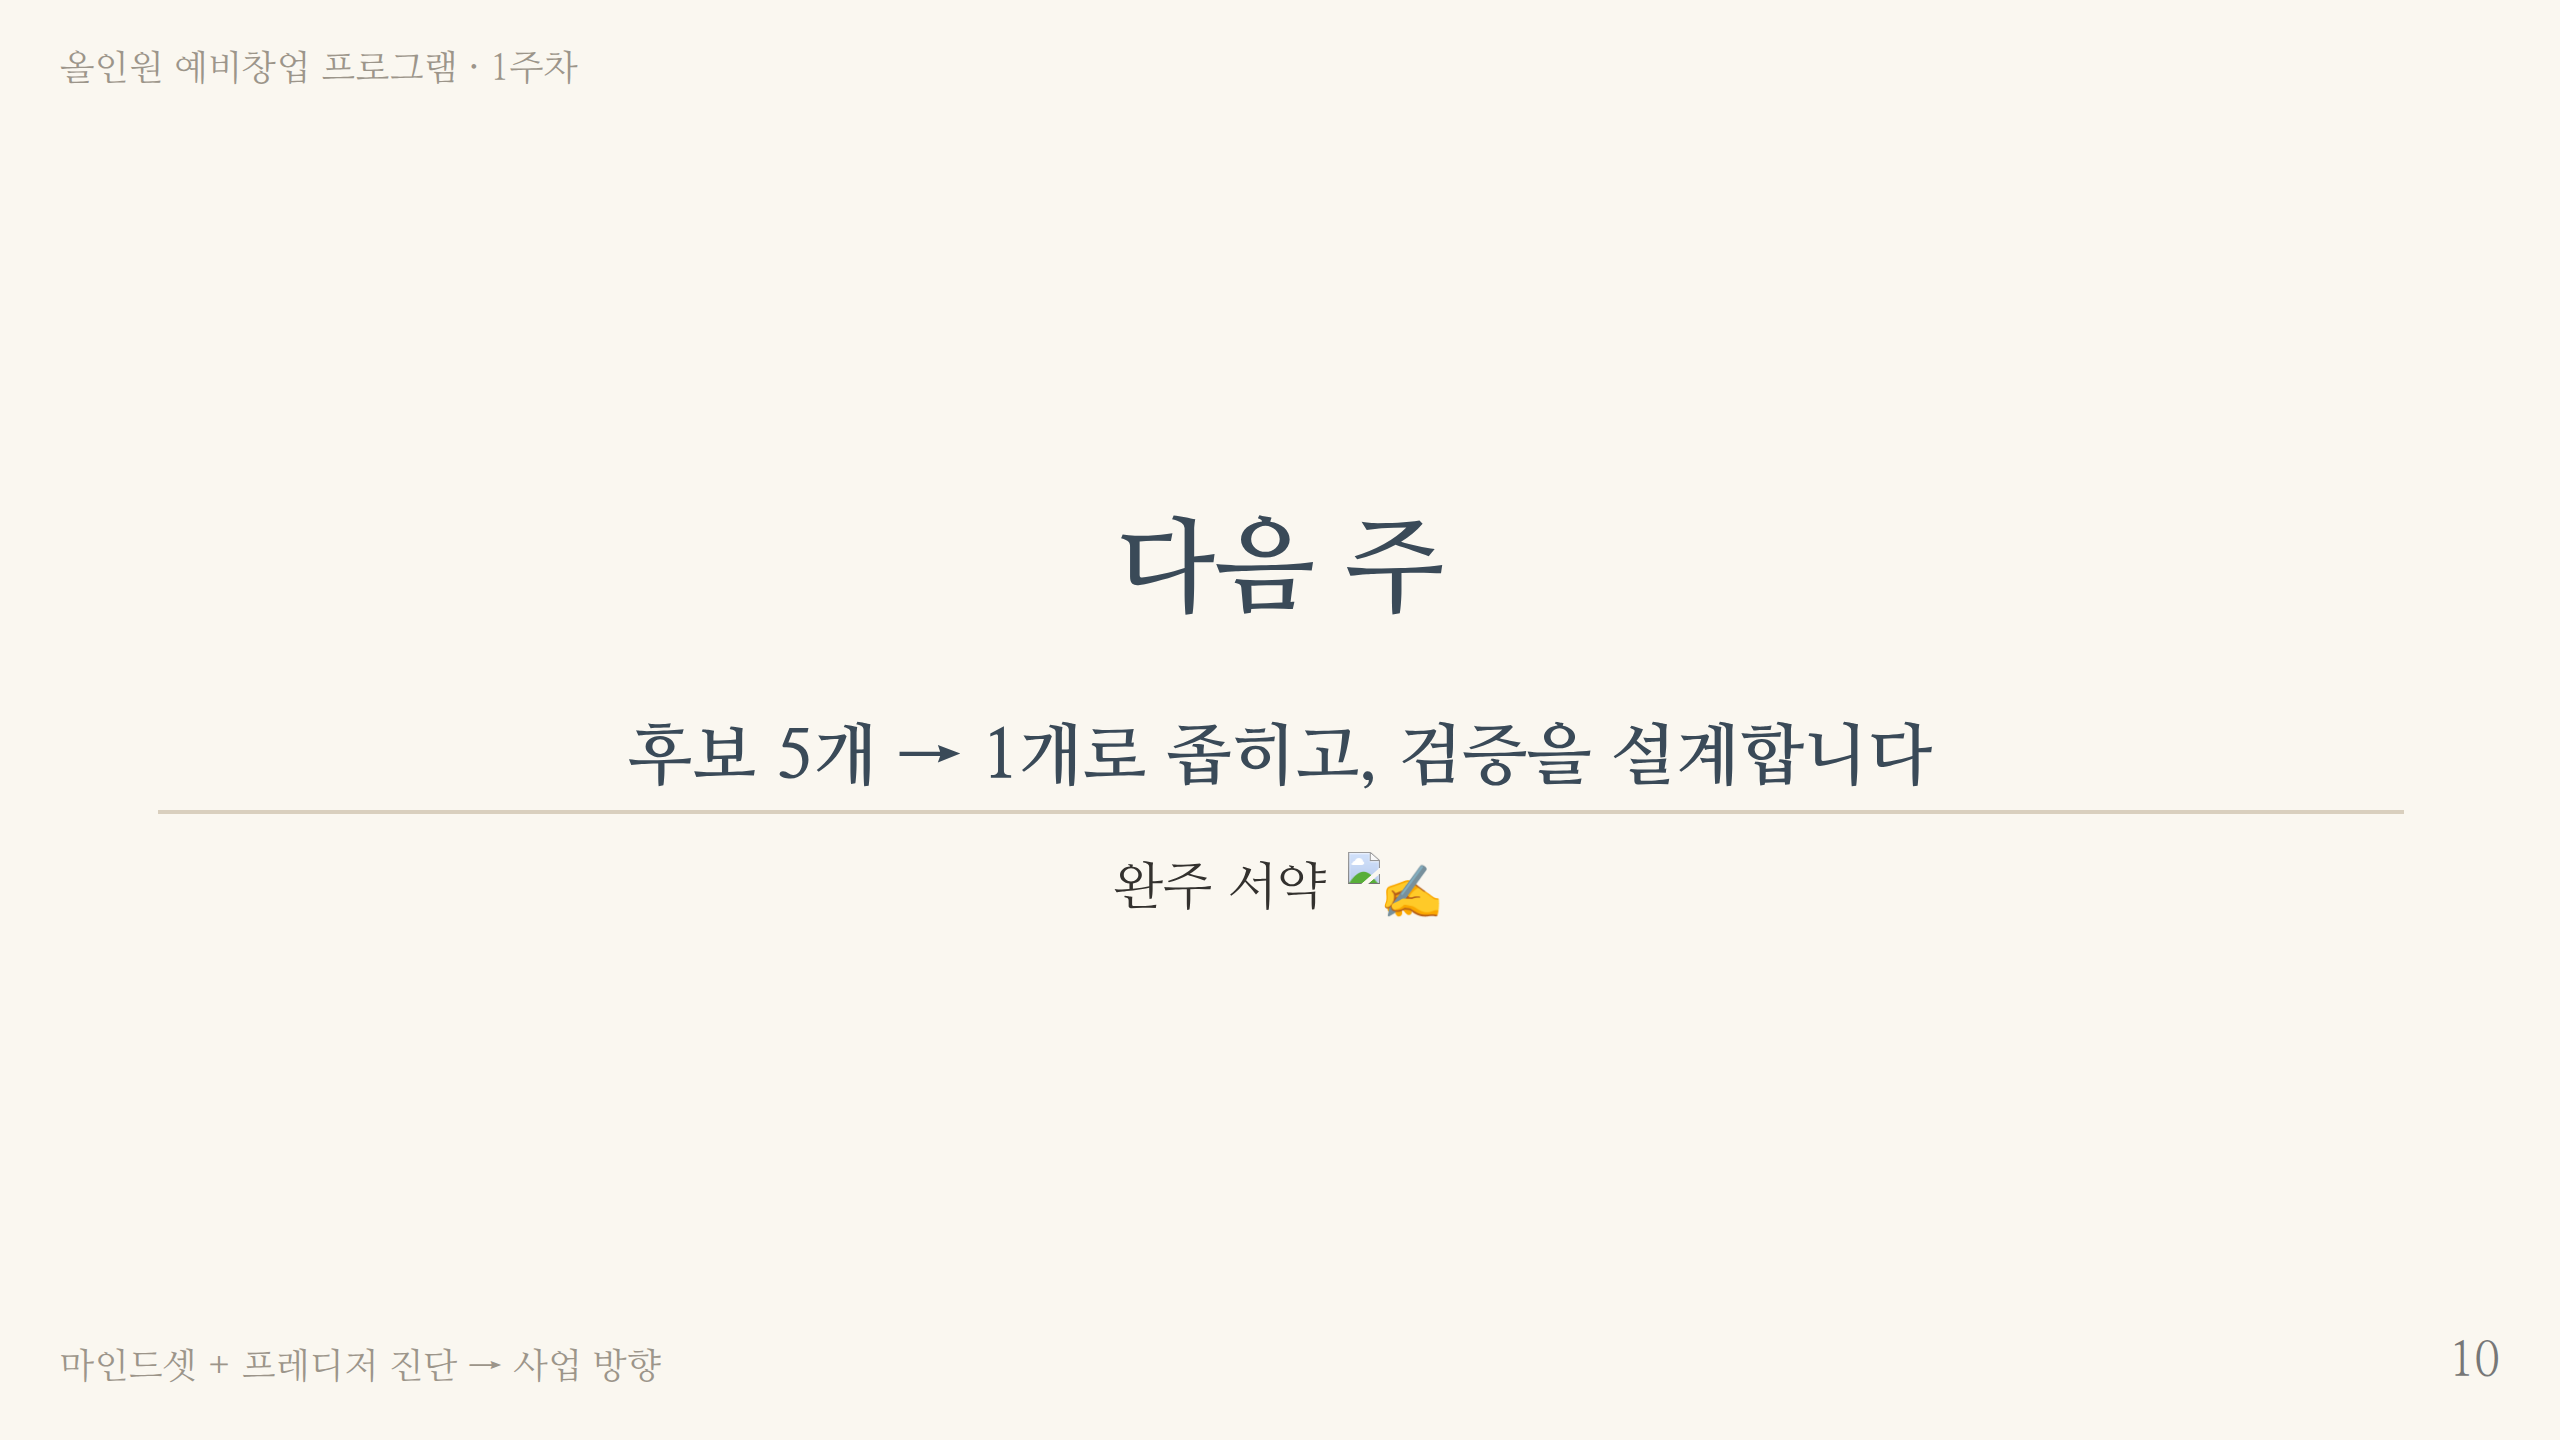 올인원 예비창업 프로그램 · 1주차
다음 주
후보 5개 → 1개로 좁히고, 검증을 설계합니다
완주 서약 ✍
마인드셋 + 프레디저 진단 → 사업 방향
10